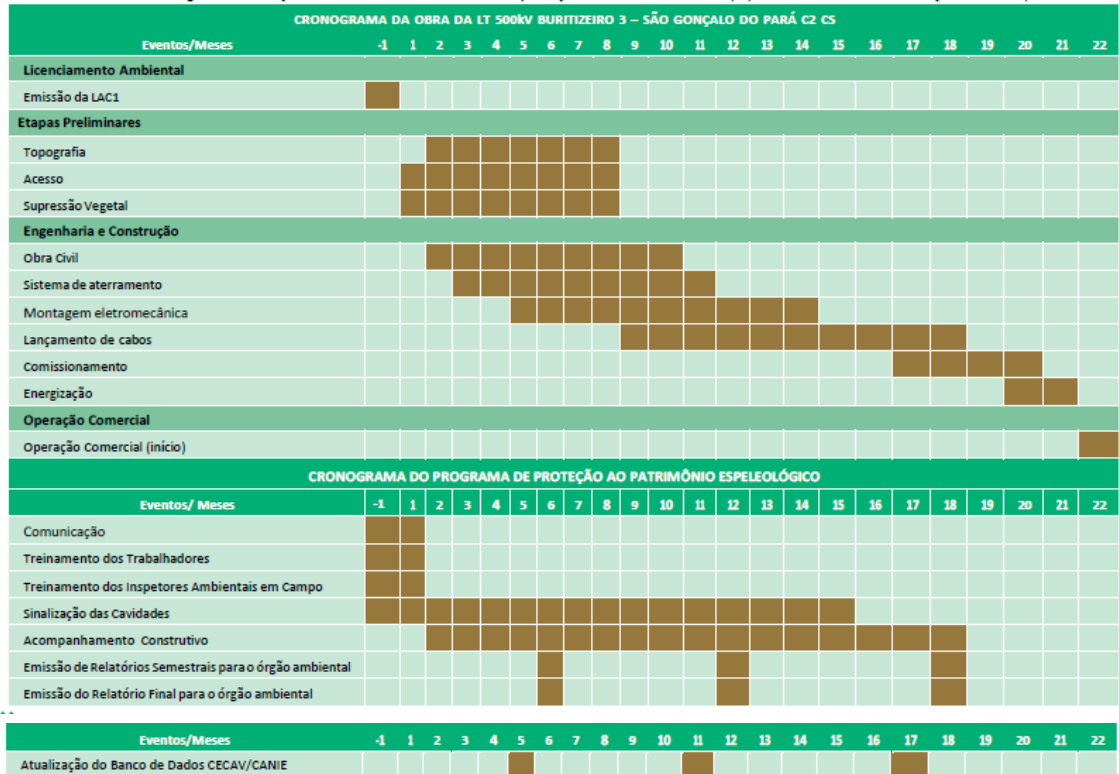 CRONOGRAMA DA OBRA DA LT 500kV BURITIZEIRO 3 – SÃO GONÇALO DO PARÁ C2 CS
Eventos/Meses -1 1 2 3 4 5 6 7 8 9 10 11 12 13 14 15 16 17 18 19 20 21 22
Licenciamento Ambiental
Emissão da LAC1
Etapas Preliminares
Topografia
Acesso
Supressão Vegetal
Engenharia e Construção
Obra Civil
Sistema de aterramento
Montagem eletromecânica
Lançamento de cabos
Comissionamento
Energização
Operação Comercial
Operação Comercial (início)
CRONOGRAMA DO PROGRAMA DE PROTEÇÃO AO PATRIMÔNIO ESPELEOLÓGICO
Eventos/ Meses -1 1 2 3 4 5 6 7 8 9 10 11 12 13 14 15 16 17 18 19 20 21 22
Comunicação
Treinamento dos Trabalhadores
Treinamento dos Inspetores Ambientais em Campo
Sinalização das Cavidades
Acompanhamento Construtivo
Emissão de Relatórios Semestrais para o órgão ambiental
Emissão do Relatório Final para o órgão ambiental
Eventos/Meses -1 1 2 3 4 5 6 7 8 9 10 11 12 13 14 15 16 17 18 19 20 21 22
Atualização do Banco de Dados CECAV/CANIE